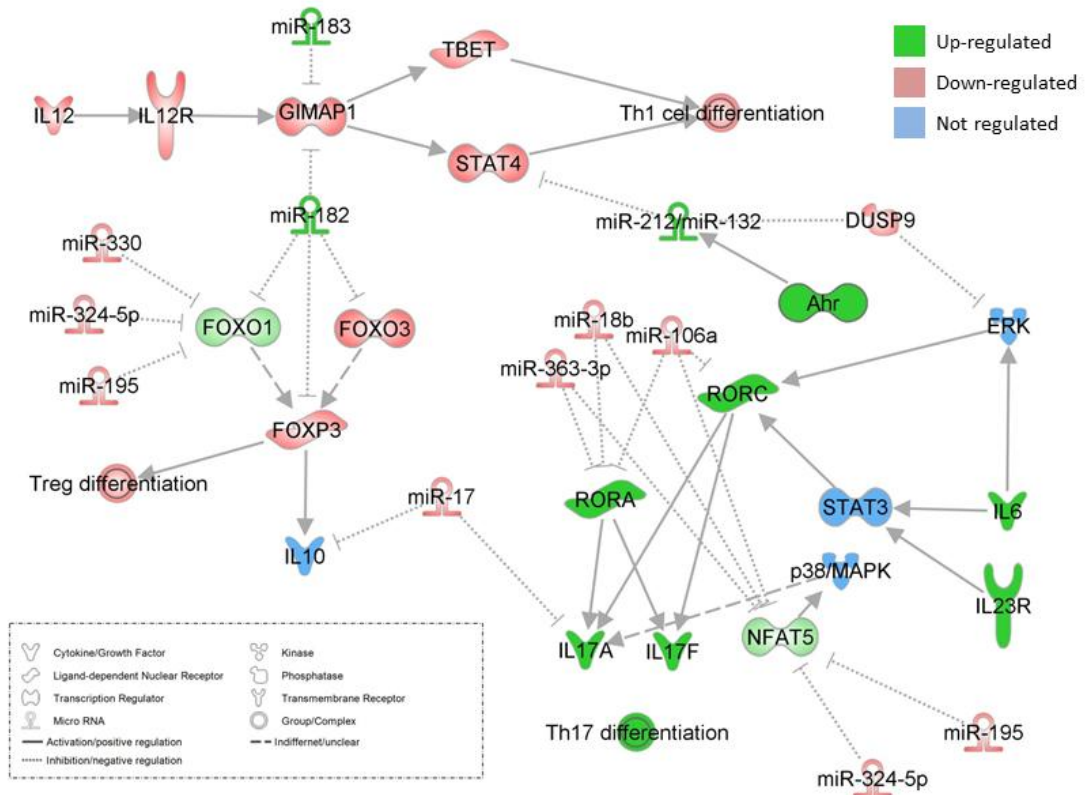 miR-183
Up-regulated
TBET
Down-regulated
IL12
IL12R
GIMAP1
Th1 cel differentiation
Not regulated
STAT4
miR-182
miR-212/miR-132
DUSP9
miR-330
Ahr
miR-324-5p
FOXO1
FOXO3
miR-18b
miR-106a
ERK
miR-195
miR-363-3p
RORC
FOXP3
Treg differentiation
miR-17
RORA
STAT3
IL6
IL10
p38/MAPK
IL23R
IL17A
IL17F
NFAT5
Th17 differentiation
miR-195
miR-324-5p
Cytokine/Growth Factor
Kinase
Ligand-dependent Nuclear Receptor
Phosphatase
Transcription Regulator
Transmembrane Receptor
Micro RNA
Group/Complex
Activation/positive regulation
Indiffernet/unclear
Inhibition/negative regulation